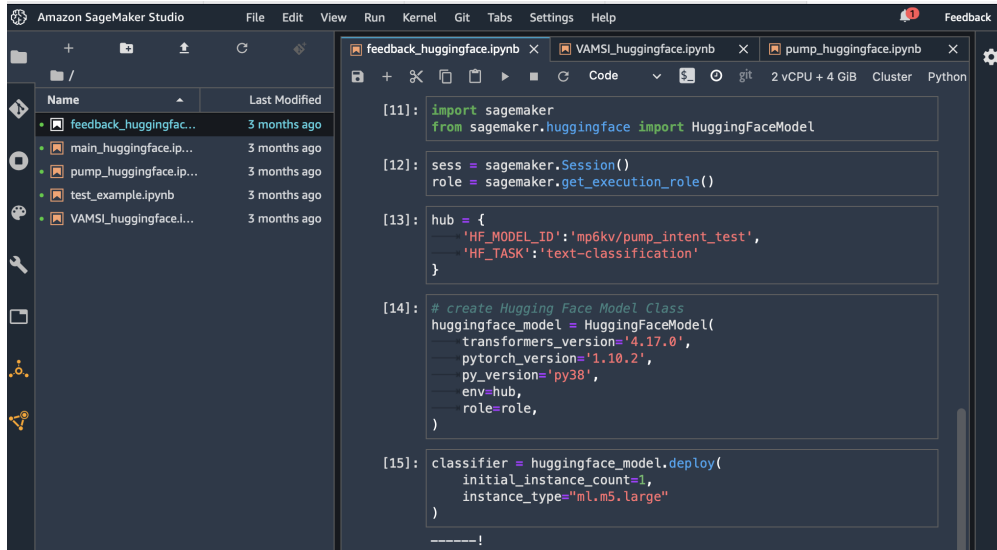 Amazon SageMaker Studio File Edit View Run Kernel Git Tabs Settings Help 1 Feedback
/
Name Last Modified
feedback_huggingfac... 3 months ago
main_huggingface.ip... 3 months ago
pump_huggingface.ip... 3 months ago
test_example.ipynb 3 months ago
VAMSI_huggingface.i... 3 months ago
feedback_huggingface.ipynb VAMSI_huggingface.ipynb pump_huggingface.ipynb
Code git 2 vCPU + 4 GiB Cluster Python
[11]: import sagemaker
from sagemaker.huggingface import HuggingFaceModel
[12]: sess = sagemaker.Session()
role = sagemaker.get_execution_role()
[13]: hub = {
'HF_MODEL_ID':'mp6kv/pump_intent_test',
'HF_TASK':'text-classification'
}
[14]: # create Hugging Face Model Class
huggingface_model = HuggingFaceModel(
transformers_version='4.17.0',
pytorch_version='1.10.2',
py_version='py38',
env=hub,
role=role,
)
[15]: classifier = huggingface_model.deploy(
initial_instance_count=1,
instance_type="ml.m5.large"
)
------!